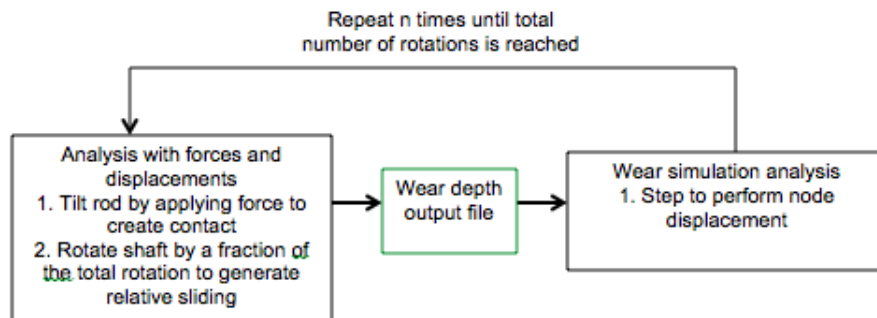 Repeat n times until total
number of rotations is reached
Analysis with forces and
displacements
1. Tilt rod by applying force to
create contact
2. Rotate shaft by a fraction of
the total rotation to generate
relative sliding
Wear depth
output file
Wear simulation analysis
1. Step to perform node
displacement